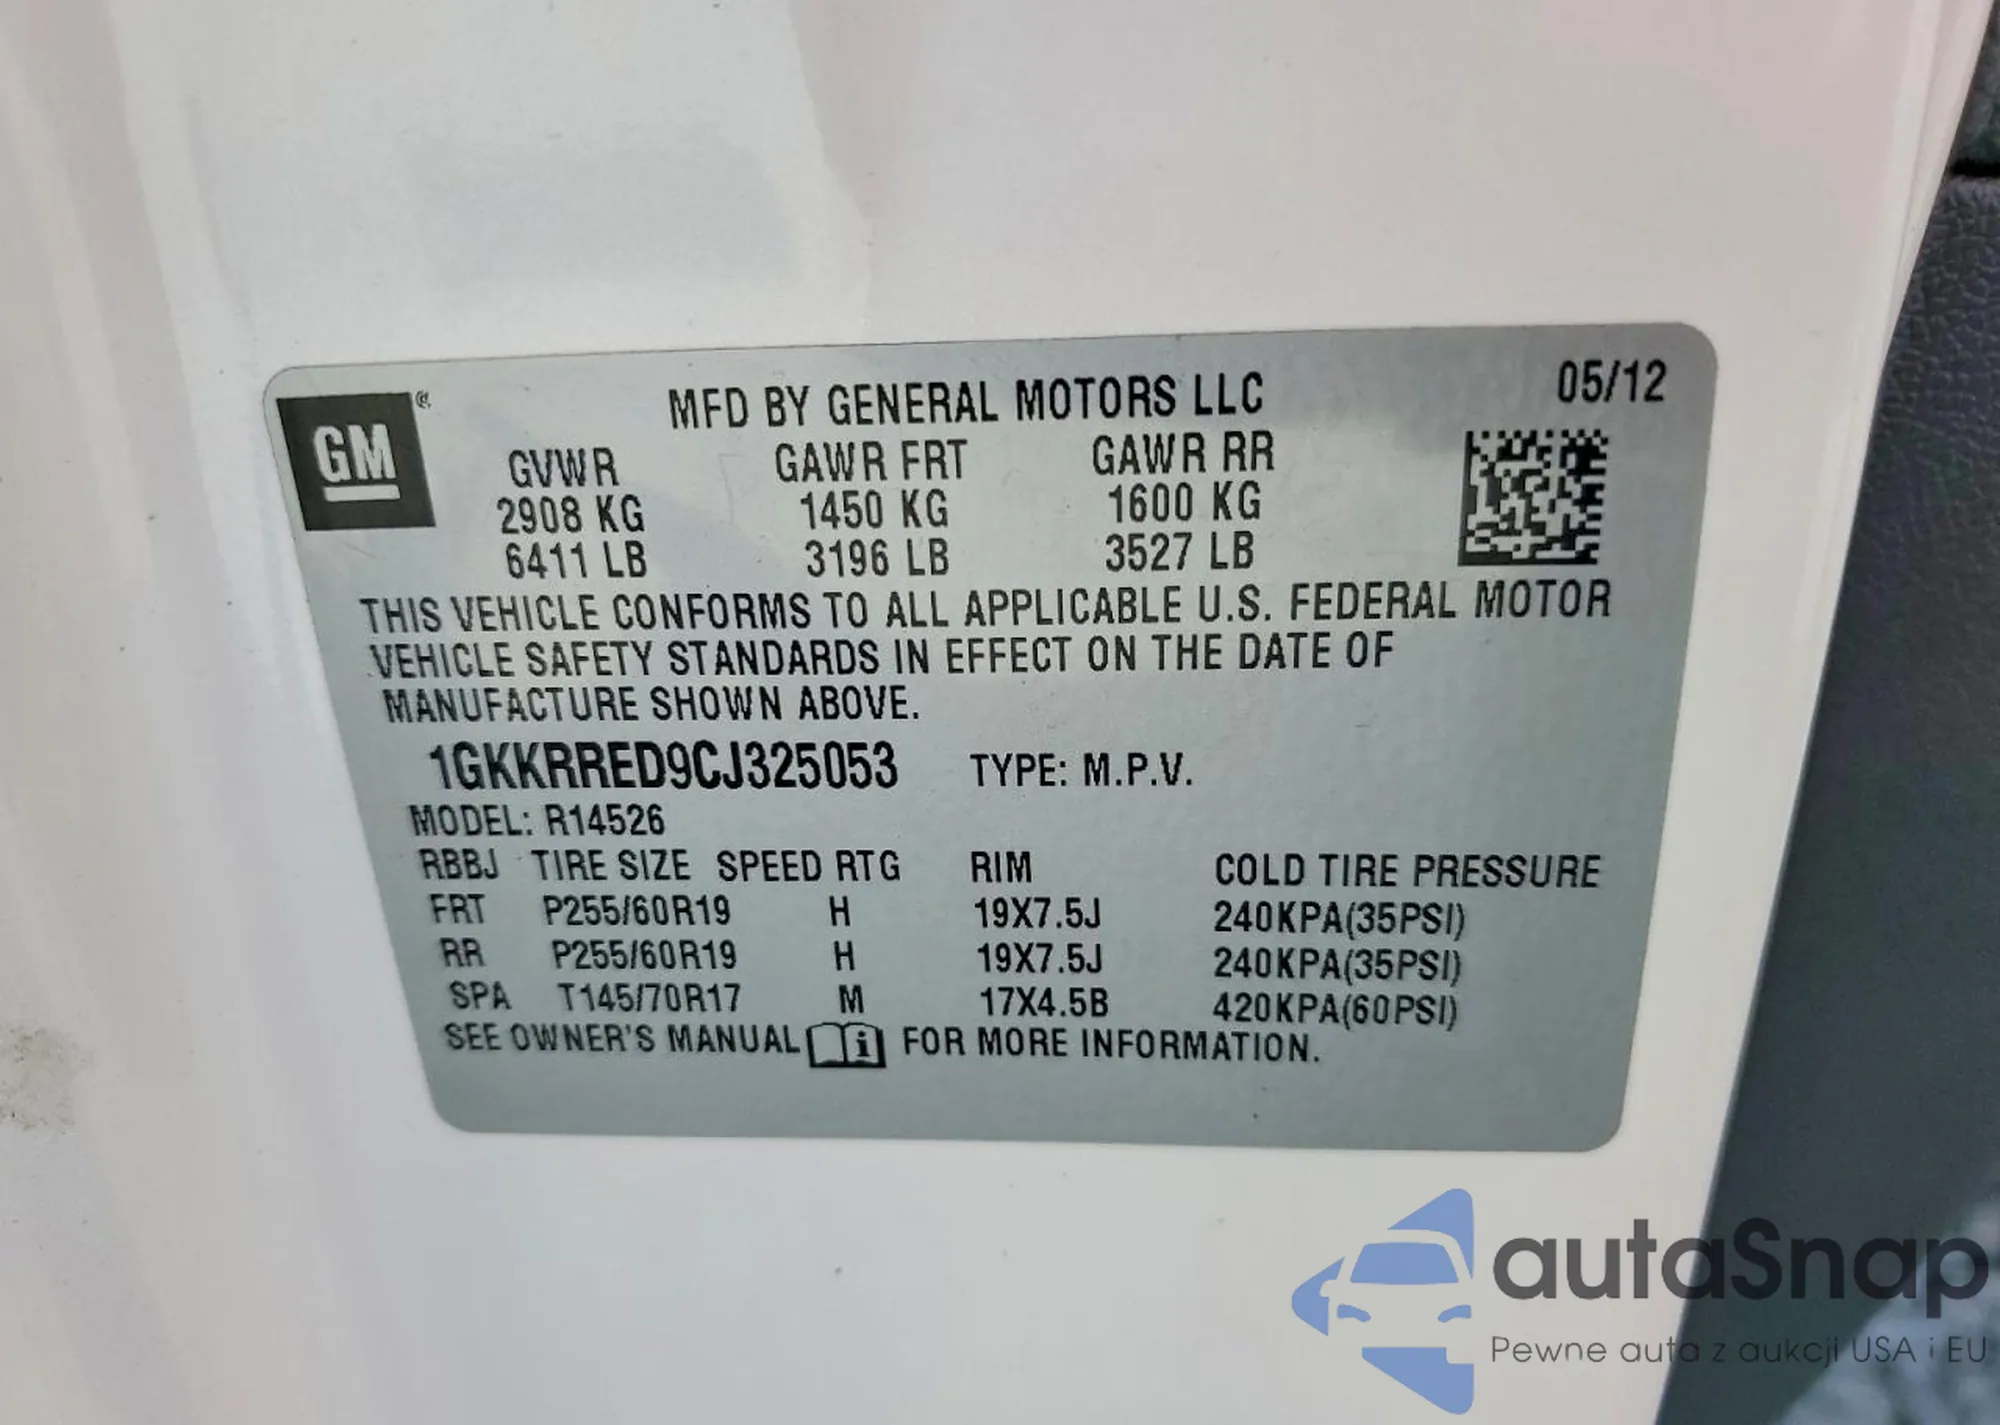 GM®
MFD BY GENERAL MOTORS LLC 05/12
GVWR GAWR FRT GAWR RR
2908 KG 1450 KG 1600 KG
6411 LB 3196 LB 3527 LB
THIS VEHICLE CONFORMS TO ALL APPLICABLE U.S. FEDERAL MOTOR
VEHICLE SAFETY STANDARDS IN EFFECT ON THE DATE OF
MANUFACTURE SHOWN ABOVE.
1GKKRRED9CJ325053 TYPE: M.P.V.
MODEL: R14526
RBBJ TIRE SIZE SPEED RTG RIM COLD TIRE PRESSURE
FRT P255/60R19 H 19X7.5J 240KPA(35PSI)
RR P255/60R19 H 19X7.5J 240KPA(35PSI)
SPA T145/70R17 M 17X4.5B 420KPA(60PSI)
SEE OWNER'S MANUAL i FOR MORE INFORMATION.
autaSnap
Pewne auta z aukcji USA i EU